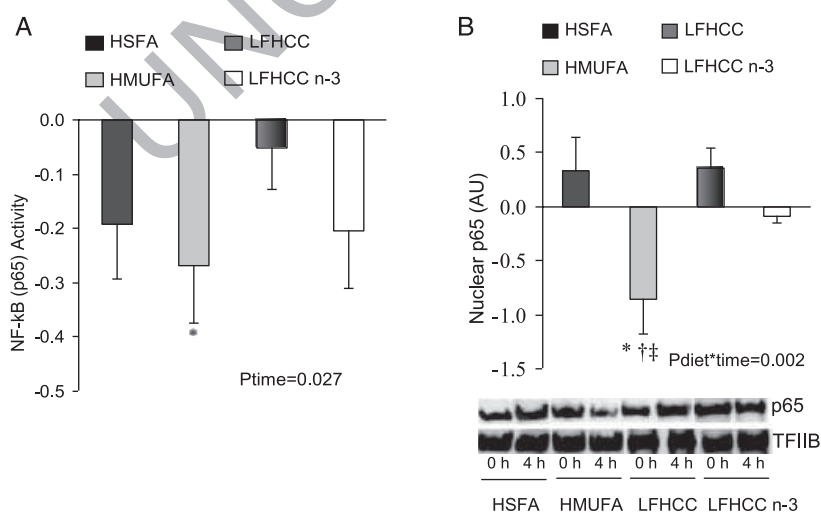 A
HSFA
LFHCC
HMUFA
LFHCC n-3
UNC
NF-kB (p65) Activity
0.0
-0.1
-0.2
-0.3
-0.4
-0.5
*
Ptime=0.027
B
HSFA
LFHCC
HMUFA
LFHCC n-3
Nuclear p65 (AU)
1.0
0.5
0.0
-0.5
-1.0
-1.5
* †‡
Pdiet*time=0.002
p65
TFIIB
0 h 4 h 0 h 4 h 0 h 4 h 0 h 4 h
HSFA HMUFA LFHCC LFHCC n-3